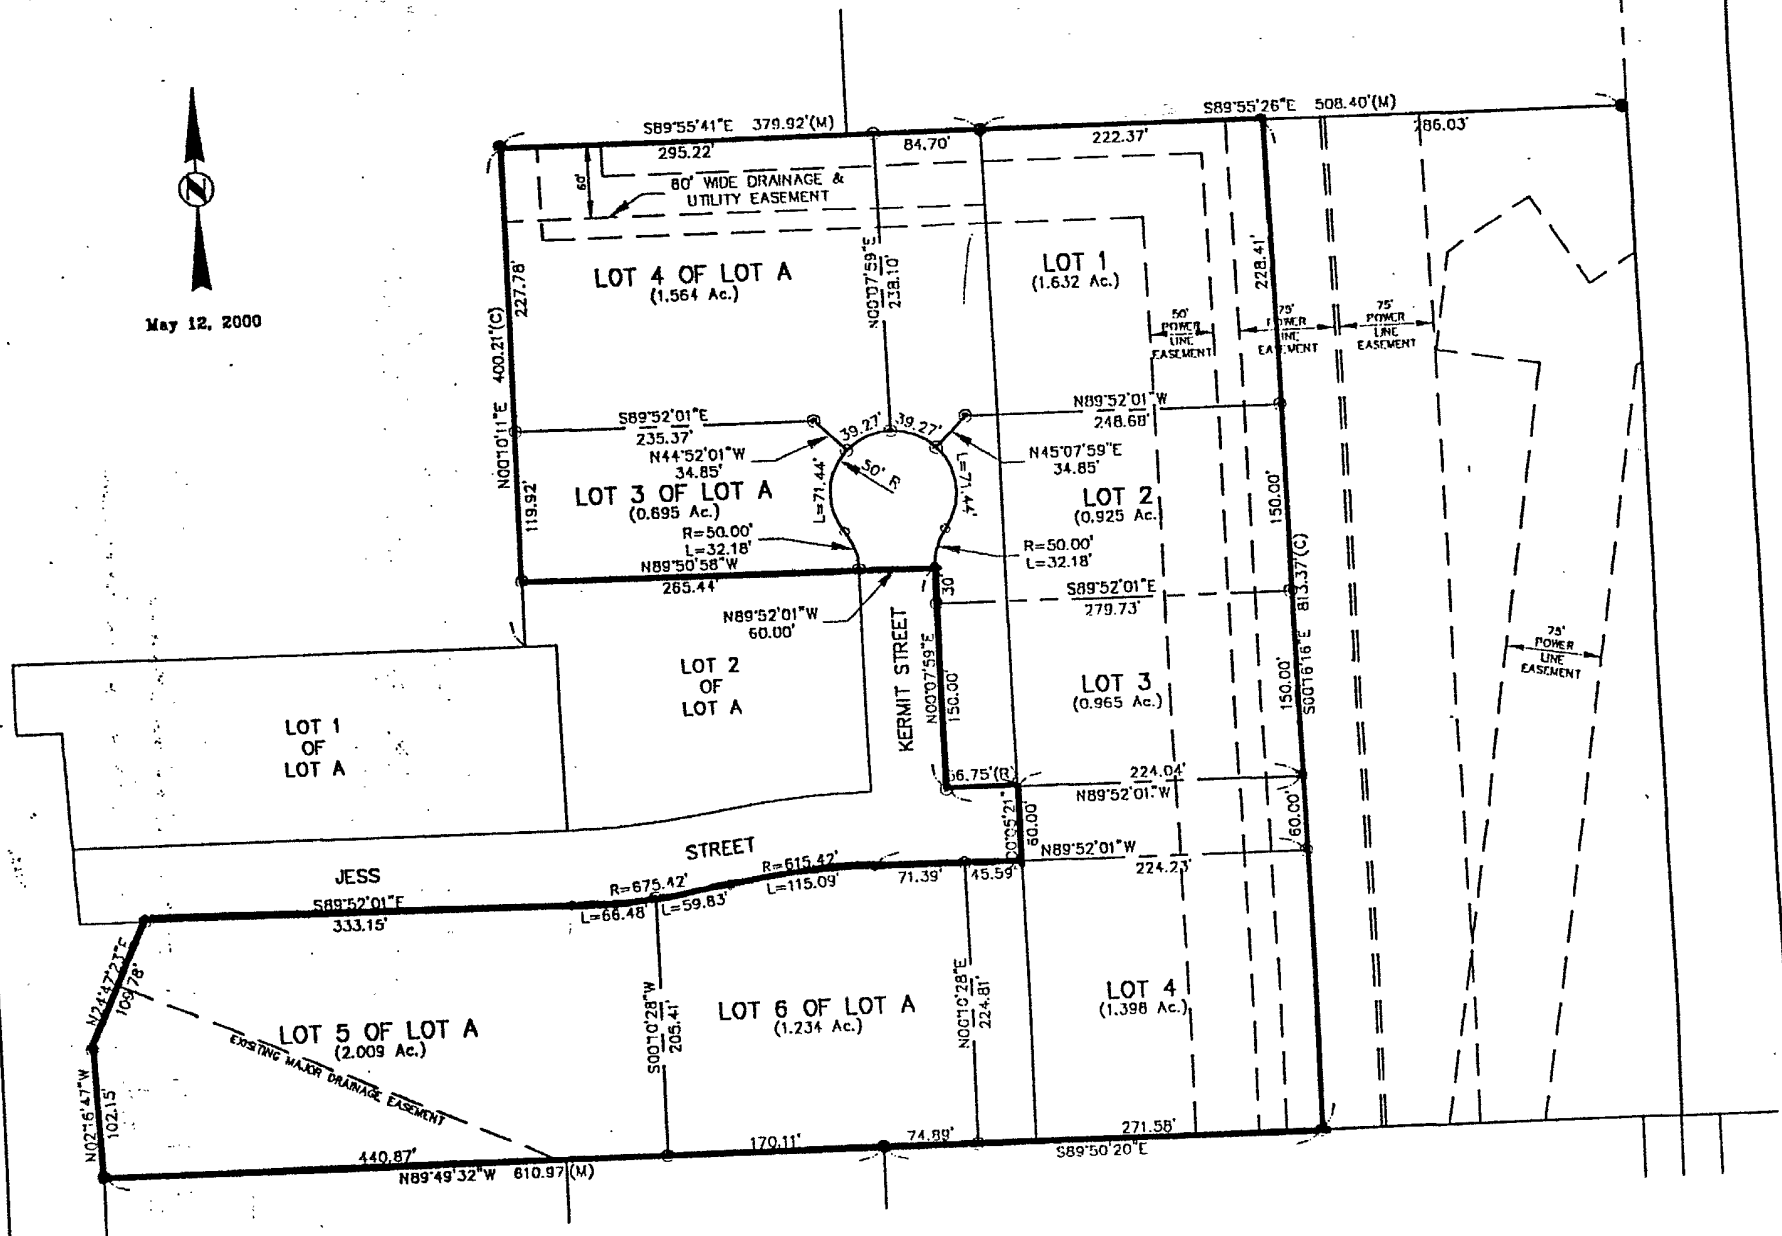 S89°55'26"E 508.40'(M)
S89°55'41"E 379.92'(M)
295.22'
84.70'
222.37'
286.03'
60'
80' WIDE DRAINAGE &
UTILITY EASEMENT
N
May 12, 2000
LOT 4 OF LOT A
(1.564 Ac.)
LOT 1
(1.632 Ac.)
227.78'
N00°10'11"E 400.21'(C)
N00°07'59"E
238.10'
228.41'
50'
POWER
LINE
EASEMENT
75'
POWER
LINE
EASEMENT
75'
POWER
LINE
EASEMENT
S89°52'01"E
235.37'
39.27'
39.27'
N89°52'01"W
248.68'
N44°52'01"W
34.85'
N45°07'59"E
34.85'
50' R
L=71.44'
L=71.44'
119.92'
LOT 3 OF LOT A
(0.695 Ac.)
LOT 2
(0.925 Ac.)
150.00'
R=50.00'
L=32.18'
R=50.00'
L=32.18'
N89°50'58"W
265.44'
S89°52'01"E
279.73'
30'
N89°52'01"W
60.00'
KERMIT STREET
N00°07'59"E
150.00'
S00°16'16"E 813.37'(C)
150.00'
LOT 2
OF
LOT A
LOT 3
(0.965 Ac.)
75'
POWER
LINE
EASEMENT
LOT 1
OF
LOT A
56.75'(R)
224.04'
N89°52'01"W
60.00'
60.00'
N89°52'01"W
224.23'
JESS
STREET
S89°52'01"E
333.15'
R=675.42'
L=66.48'
L=59.83'
R=615.42'
L=115.09'
71.39'
45.59'
N24°47'23"E
109.78'
N02°16'47"W
102.15'
LOT 5 OF LOT A
(2.009 Ac.)
EXISTING MAJOR DRAINAGE EASEMENT
S00°10'28"W
205.41'
LOT 6 OF LOT A
(1.234 Ac.)
N00°10'28"E
224.81'
LOT 4
(1.398 Ac.)
440.87'
N89°49'32"W 610.97'(M)
170.11'
74.89'
271.58'
S89°50'20"E